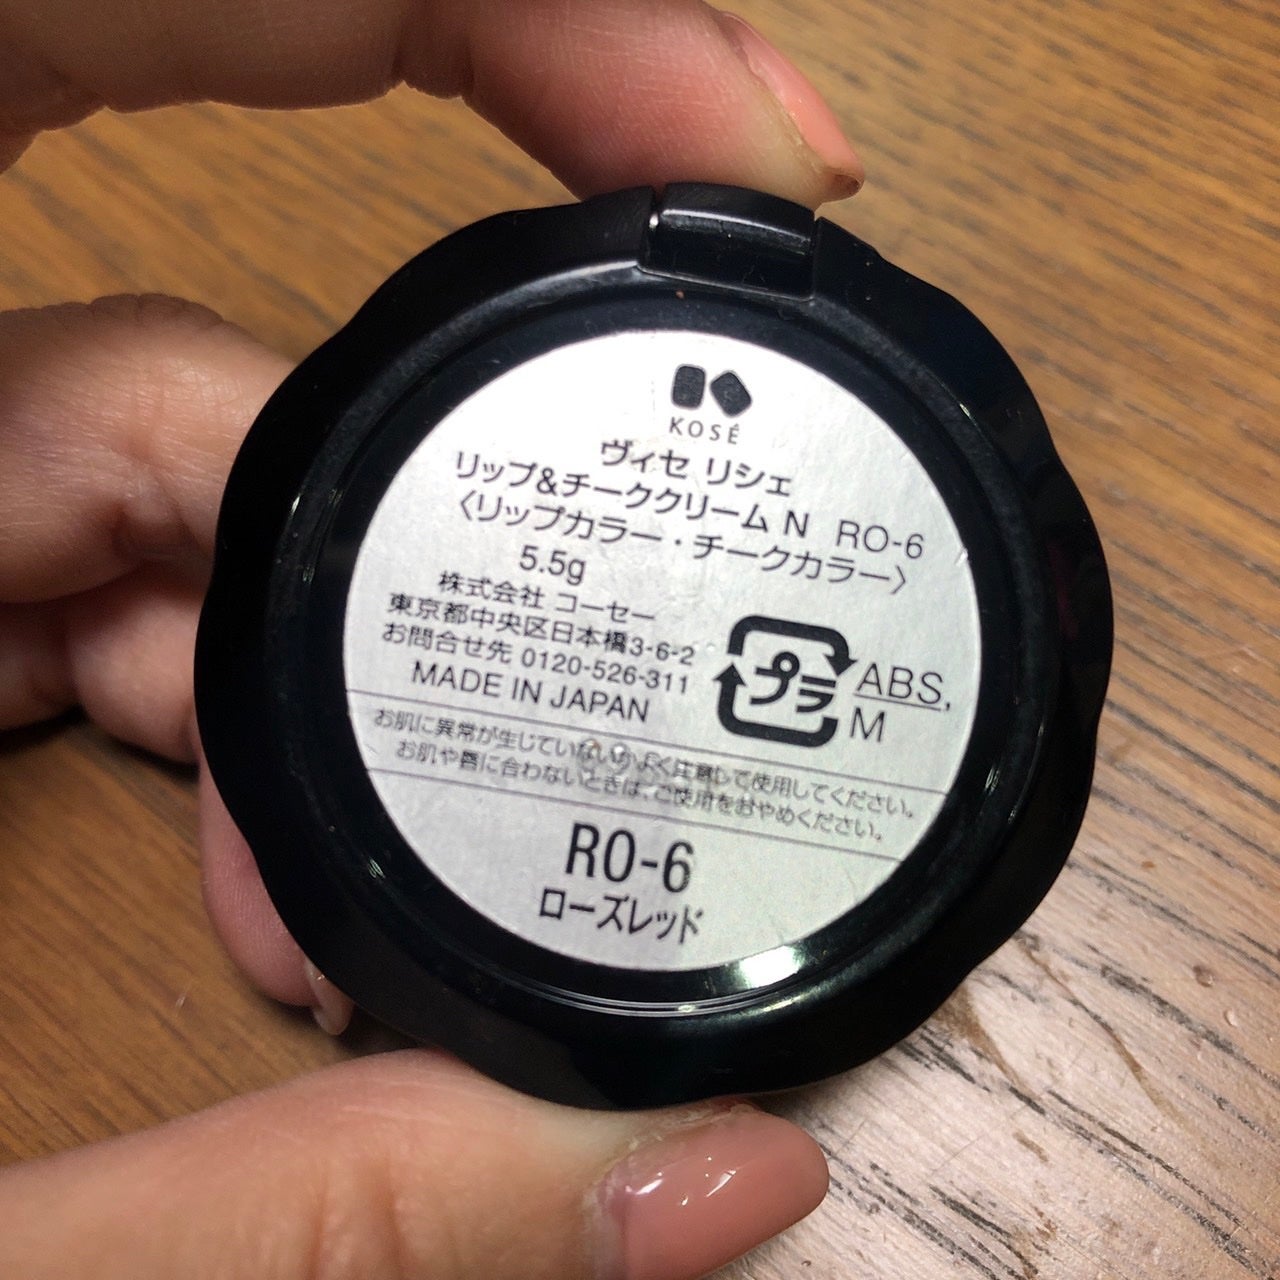 KOSÉ
ヴィセ リシェ
リップ&チーククリーム N RO-6
〈リップカラー・チークカラー〉
5.5g
株式会社 コーセー
東京都中央区日本橋3-6-2
お問合せ先 0120-526-311
MADE IN JAPAN
プラ
ABS,
M
お肌に異常が生じていないかよく注意して使用してください。
お肌や唇に合わないときは、ご使用をおやめください。
RO-6
ローズレッド